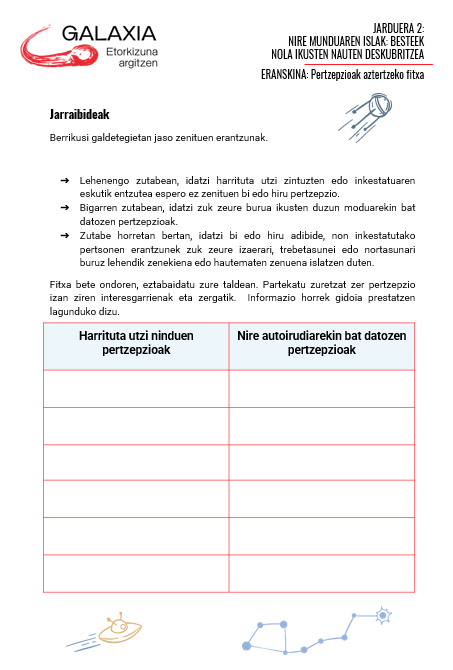 GALAXIA
Etorkizuna
argitzen
JARDUERA 2:
NIRE MUNDUAREN ISLAK: BESTEEK
NOLA IKUSTEN NAUTEN DESKUBRITZEA
ERANSKINA: Pertzepzioak aztertzeko fitxa
Jarraibideak
Berrikusi galdetegietan jaso zenituen erantzunak.
➔ Lehenengo zutabean, idatzi harrituta utzi zintuzten edo inkestatuaren
eskutik entzutea espero ez zenituen bi edo hiru pertzepzio.
➔ Bigarren zutabean, idatzi zuk zeure burua ikusten duzun moduarekin bat
datozen pertzepzioak.
➔ Zutabe horretan bertan, idatzi bi edo hiru adibide, non inkestatutako
pertsonen erantzunek zuk zeure izaerari, trebetasunei edo nortasunari
buruz lehendik zenekiena edo hautematen zenuena islatzen duten.
Fitxa bete ondoren, eztabaidatu zure taldean. Partekatu zuretzat zer pertzepzio
izan ziren interesgarrienak eta zergatik. Informazio horrek gidoia prestatzen
lagunduko dizu.
Harrituta utzi ninduen
pertzepzioak
Nire autoirudiarekin bat datozen
pertzepzioak